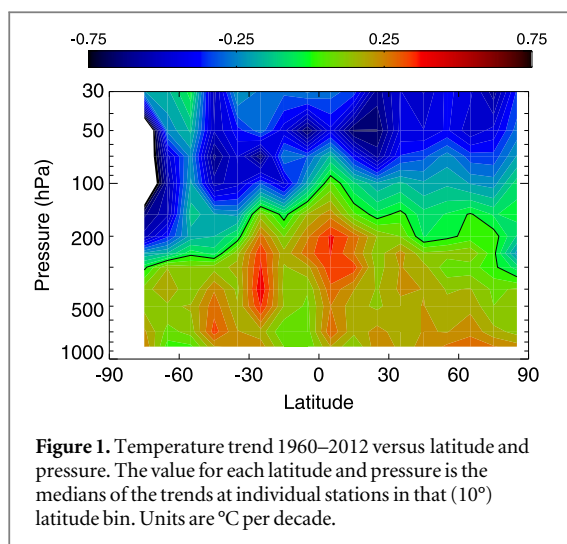 -0.75 -0.25 0.25 0.75
30
50
100
200
300
500
1000
Pressure (hPa)
-90 -60 -30 0 30 60 90
Latitude
Figure 1. Temperature trend 1960–2012 versus latitude and
pressure. The value for each latitude and pressure is the
medians of the trends at individual stations in that (10°)
latitude bin. Units are °C per decade.